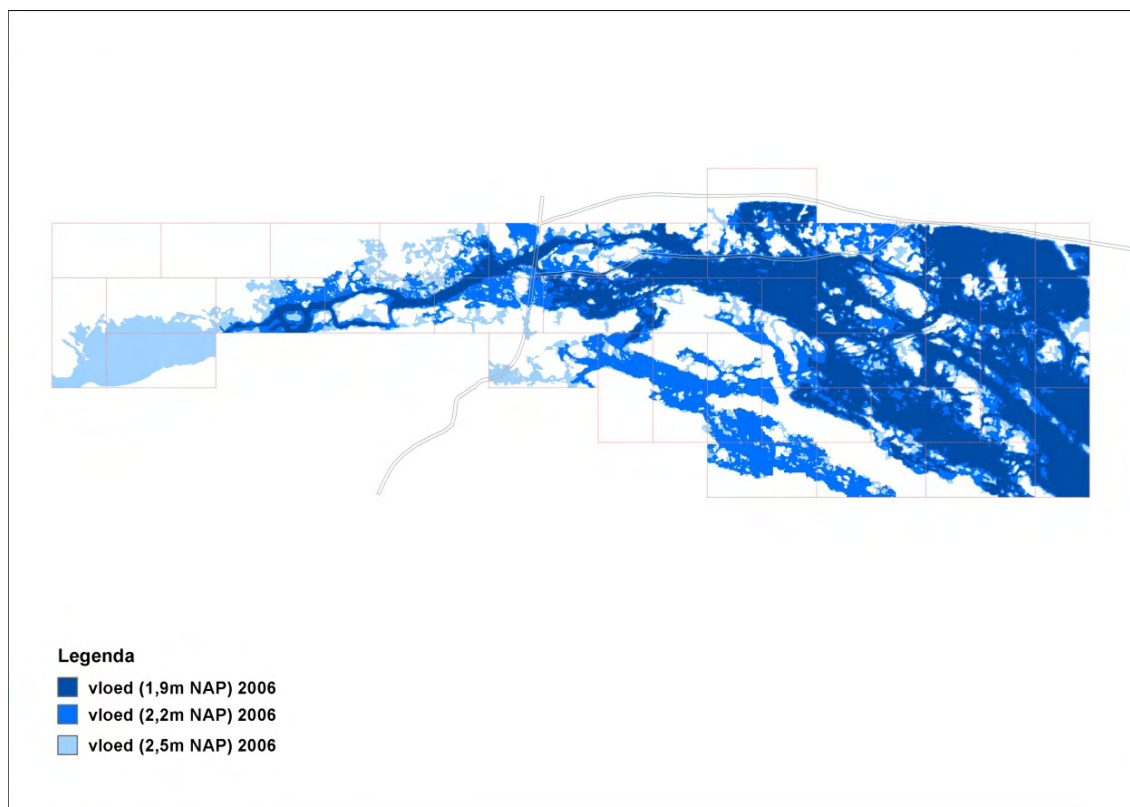 Legenda
vloed (1,9m NAP) 2006
vloed (2,2m NAP) 2006
vloed (2,5m NAP) 2006